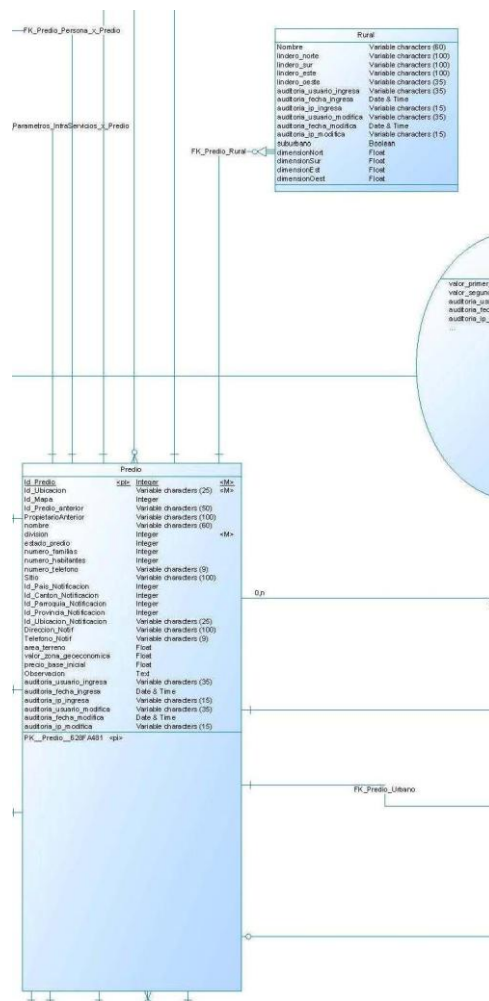 FK_Predio_Persona_x_Predio
Parametros_InfraServicios_x_Predio
FK_Predio_Rural
Rural
Nombre Variable characters (60)
lindero_norte Variable characters (100)
lindero_sur Variable characters (100)
lindero_este Variable characters (100)
lindero_oeste Variable characters (35)
auditoria_usuario_ingresa Variable characters (35)
auditoria_fecha_ingresa Date & Time
auditoria_ip_ingresa Variable characters (15)
auditoria_usuario_modifica Variable characters (35)
auditoria_fecha_modifica Date & Time
auditoria_ip_modifica Variable characters (15)
suburbano Boolean
dimensionNort Float
dimensionSur Float
dimensionEst Float
dimensionOest Float
valor_primer
valor_segun
auditoria_us
auditoria_fec
auditoria_ip_
...
Predio
Id_Predio <pi> Integer <M>
Id_Ubicacion Variable characters (25) <M>
Id_Mapa Integer
Id_Predio_anterior Variable characters (50)
PropietarioAnterior Variable characters (100)
nombre Variable characters (60)
division Integer <M>
estado_predio Integer
numero_familias Integer
numero_habitantes Integer
numero_telefono Variable characters (9)
Sitio Variable characters (100)
Id_Pais_Notificacion Integer
Id_Canton_Notificacion Integer
Id_Parroquia_Notificacion Integer
Id_Provincia_Notificacion Integer
Id_Ubicacion_Notificacion Variable characters (25)
Direccion_Notif Variable characters (100)
Telefono_Notif Variable characters (9)
area_terreno Float
valor_zona_geoeconomica Float
precio_base_inicial Float
Observacion Text
auditoria_usuario_ingresa Variable characters (35)
auditoria_fecha_ingresa Date & Time
auditoria_ip_ingresa Variable characters (15)
auditoria_usuario_modifica Variable characters (35)
auditoria_fecha_modifica Date & Time
auditoria_ip_modifica Variable characters (15)
PK__Predio__628FA481 <pi>
0,n
FK_Predio_Urbano